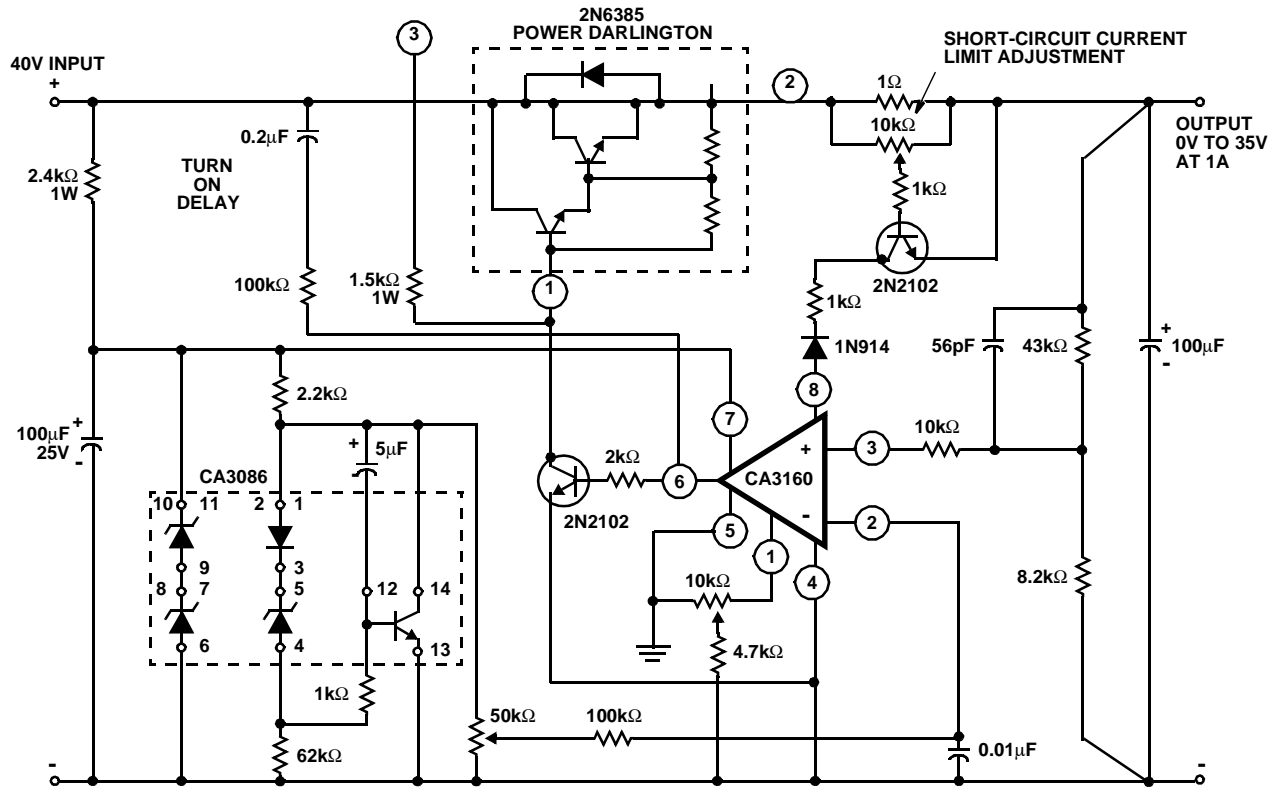 2N6385
POWER DARLINGTON
3
SHORT-CIRCUIT CURRENT
LIMIT ADJUSTMENT
40V INPUT
+
2
1Ω
10kΩ
OUTPUT
0V TO 35V
AT 1A
0.2μF
2.4kΩ
1W
TURN
ON
DELAY
1kΩ
100kΩ
1.5kΩ
1W
1
2N2102
1kΩ
1N914
56pF
43kΩ
+
100μF
-
8
2.2kΩ
7
100μF
25V
+
-
+
5μF
-
CA3086
10kΩ
3
+
CA3160
-
2kΩ
6
2N2102
5
1
2
4
10 11
2 1
9
3
8 7
5
12
14
6
4
13
10kΩ
8.2kΩ
4.7kΩ
1kΩ
50kΩ
100kΩ
62kΩ
0.01μF
-
-